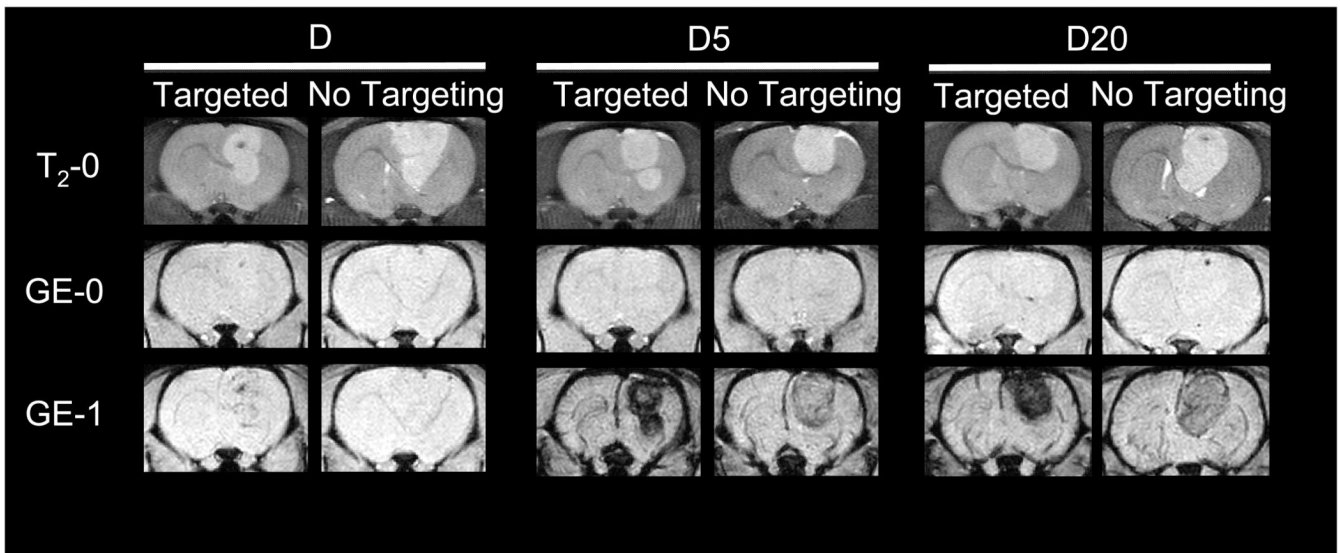 D D5 D20
Targeted No Targeting Targeted No Targeting Targeted No Targeting
T₂-0
GE-0
GE-1